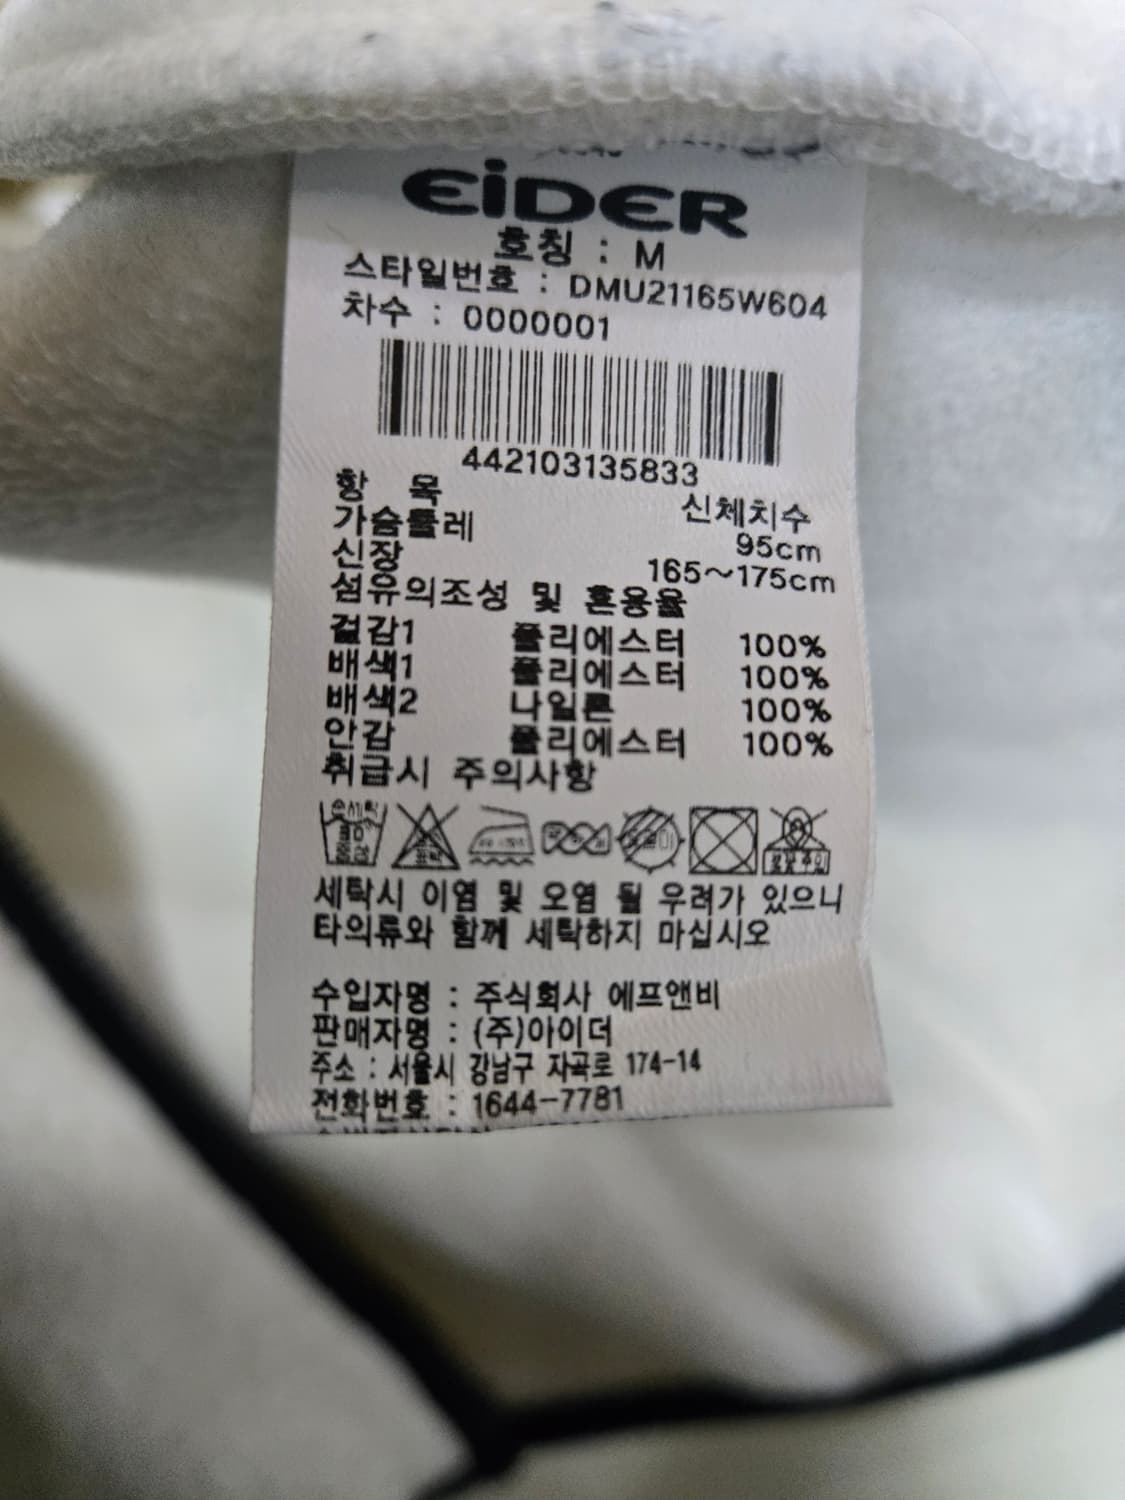 EiDER
호칭 : M
스타일번호 : DMU21165W604
차수 : 0000001
442103135833
항 목 신체치수
가슴둘레 95cm
신장 165~175cm
섬유의조성 및 혼용율
겉감1 폴리에스터 100%
배색1 폴리에스터 100%
배색2 나일론 100%
안감 폴리에스터 100%
취급시 주의사항
손세탁
세탁시 이염 및 오염 될 우려가 있으니
타의류와 함께 세탁하지 마십시오
수입자명 : 주식회사 에프앤비
판매자명 : (주)아이더
주소 : 서울시 강남구 자곡로 174-14
전화번호 : 1644-7781